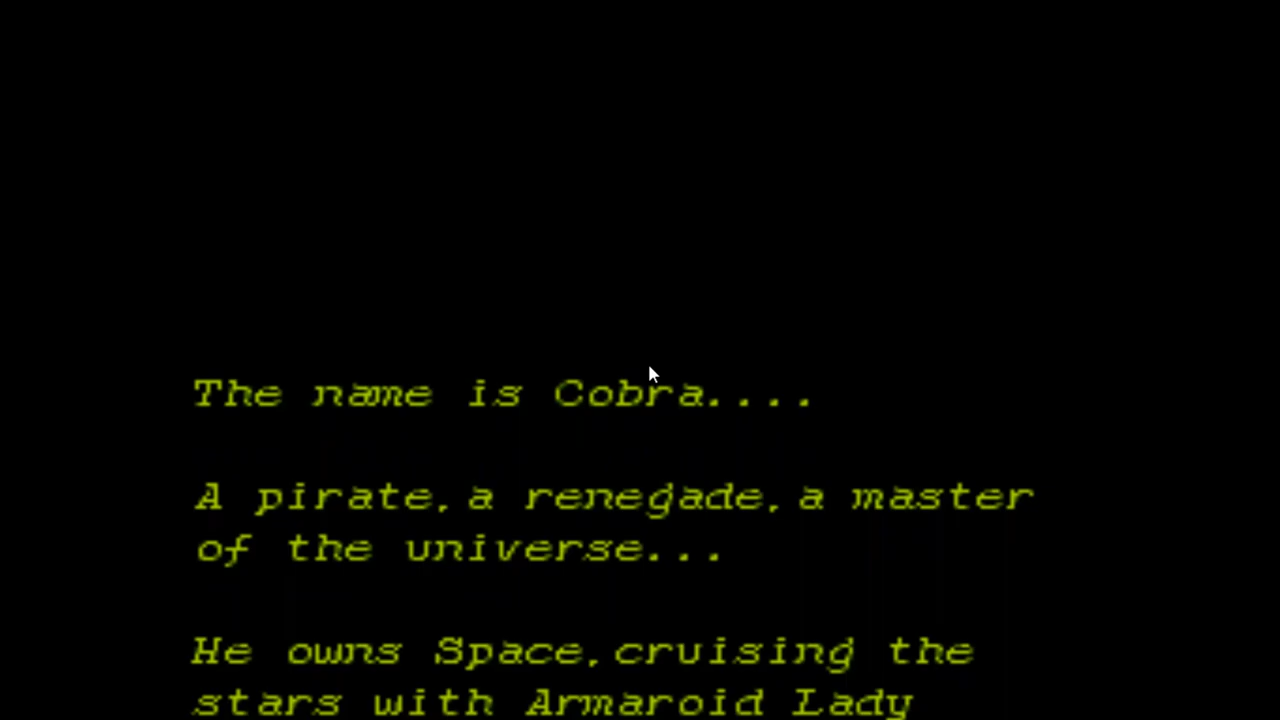 The name is Cobra....
A pirate,a renegade,a master
of the universe...
He owns Space,cruising the
stars with Armaroid Lady